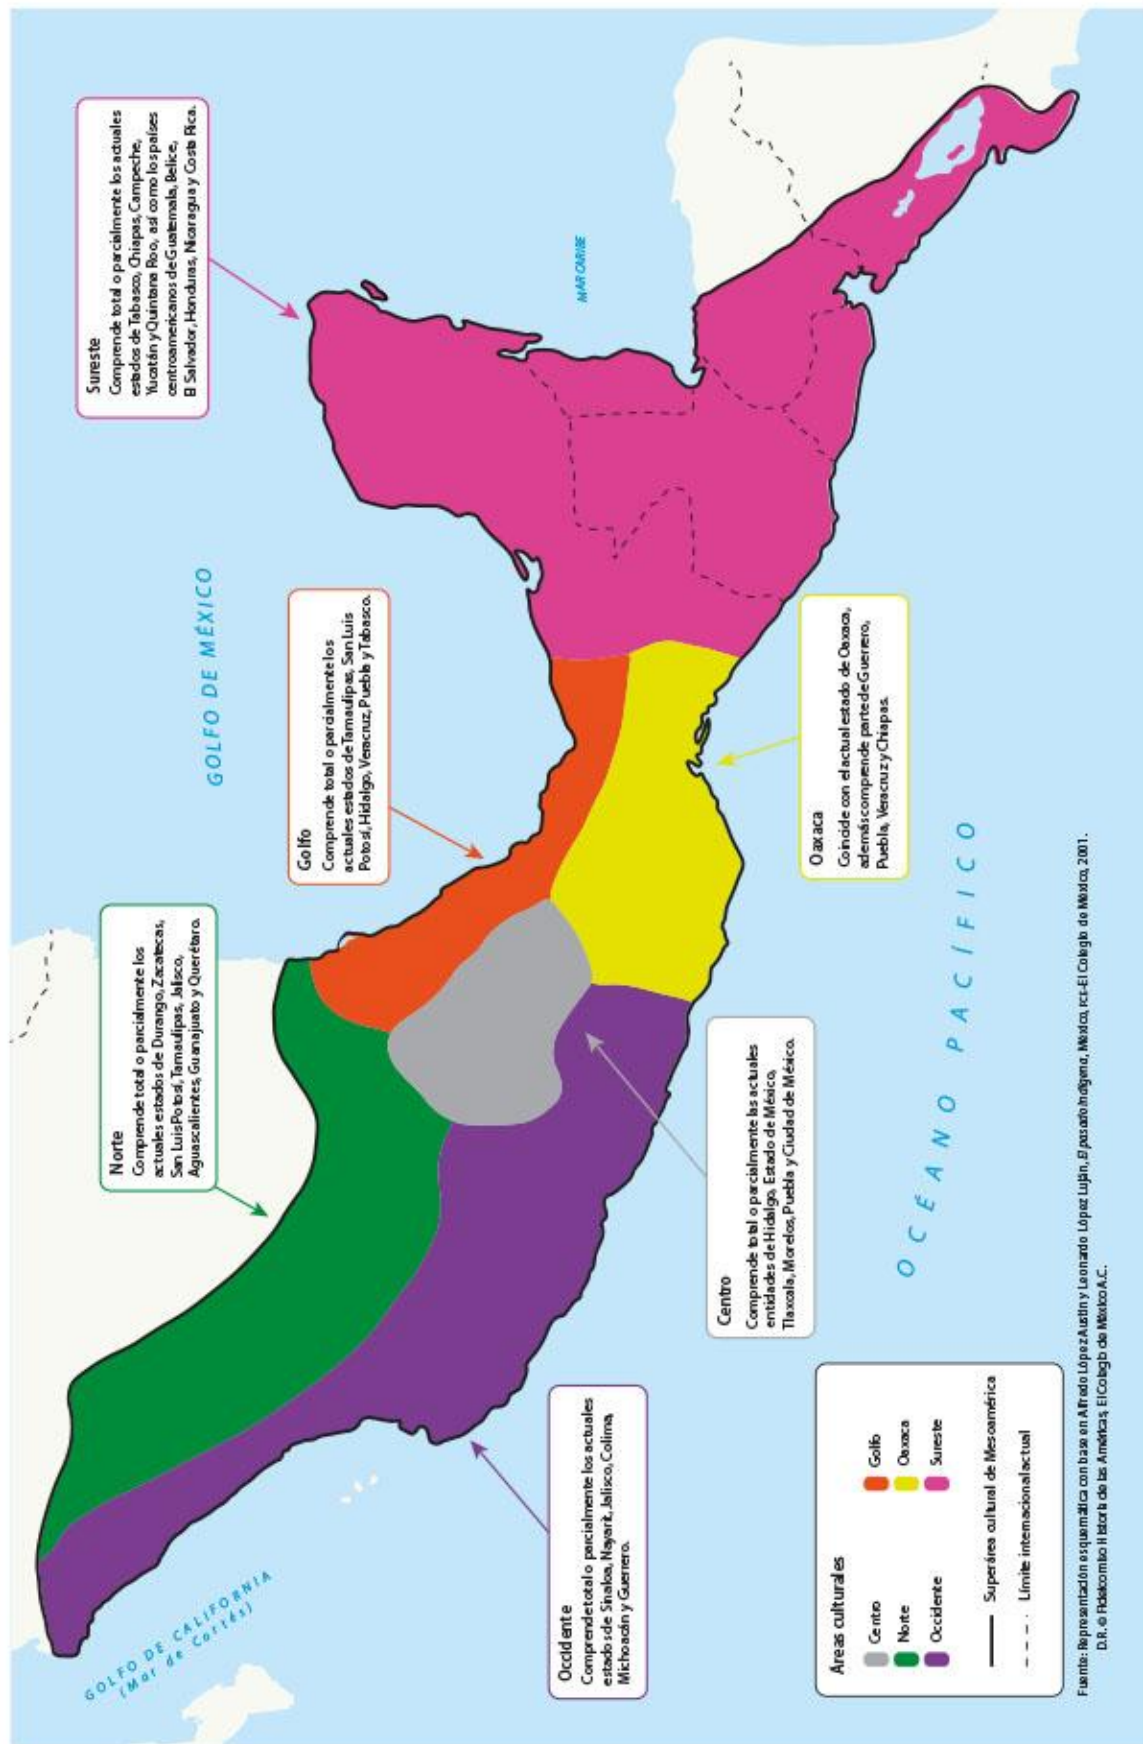 Sureste
Comprende total o parcialmente los actuales
estados de Tabasco, Chiapas, Campeche,
Yucatán y Quintana Roo, así como los países
centroamericanos de Guatemala, Belice,
El Salvador, Honduras, Nicaragua y Costa Rica.
GOLFO DE MÉXICO
MAR CARIBE
Norte
Comprende total o parcialmente los
actuales estados de Durango, Zacatecas,
San Luis Potosí, Tamaulipas, Jalisco,
Aguascalientes, Guanajuato y Querétaro.
Golfo
Comprende total o parcialmente los
actuales estados de Tamaulipas, San Luis
Potosí, Hidalgo, Veracruz, Puebla y Tabasco.
GOLFO DE CALIFORNIA
(Mar de Cortés)
Occidente
Comprende total o parcialmente los actuales
estados de Sinaloa, Nayarit, Jalisco, Colima,
Michoacán y Guerrero.
Centro
Comprende total o parcialmente las actuales
entidades de Hidalgo, Estado de México,
Tlaxcala, Morelos, Puebla y Ciudad de México.
Oaxaca
Coincide con el actual estado de Oaxaca,
además comprende parte de Guerrero,
Puebla, Veracruz y Chiapas.
OCÉANO PACÍFICO
Áreas culturales
Centro
Norte
Occidente
Golfo
Oaxaca
Sureste
Superárea cultural de Mesoamérica
Límite internacional actual
Fuente: Representación esquemática con base en Alfredo López Austin y Leonardo López Luján, El pasado indígena, México, FCE-El Colegio de México, 2001.
D.R. © Fideicomiso Historia de las Américas, El Colegio de México A.C.